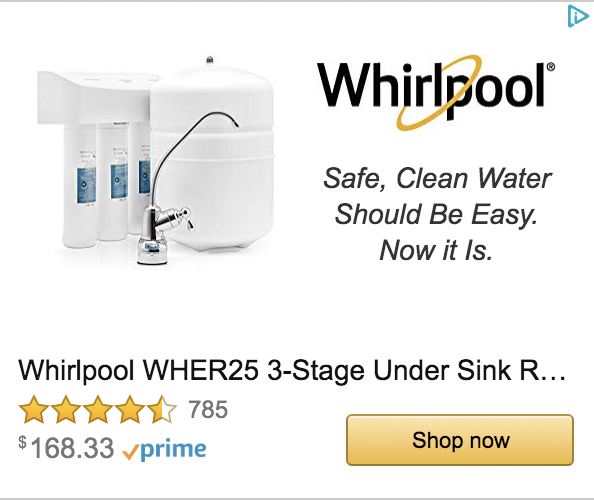 Whirlpool®
Safe, Clean Water
Should Be Easy.
Now it Is.
Whirlpool WHER25 3-Stage Under Sink R...
785
$168.33 prime
Shop now